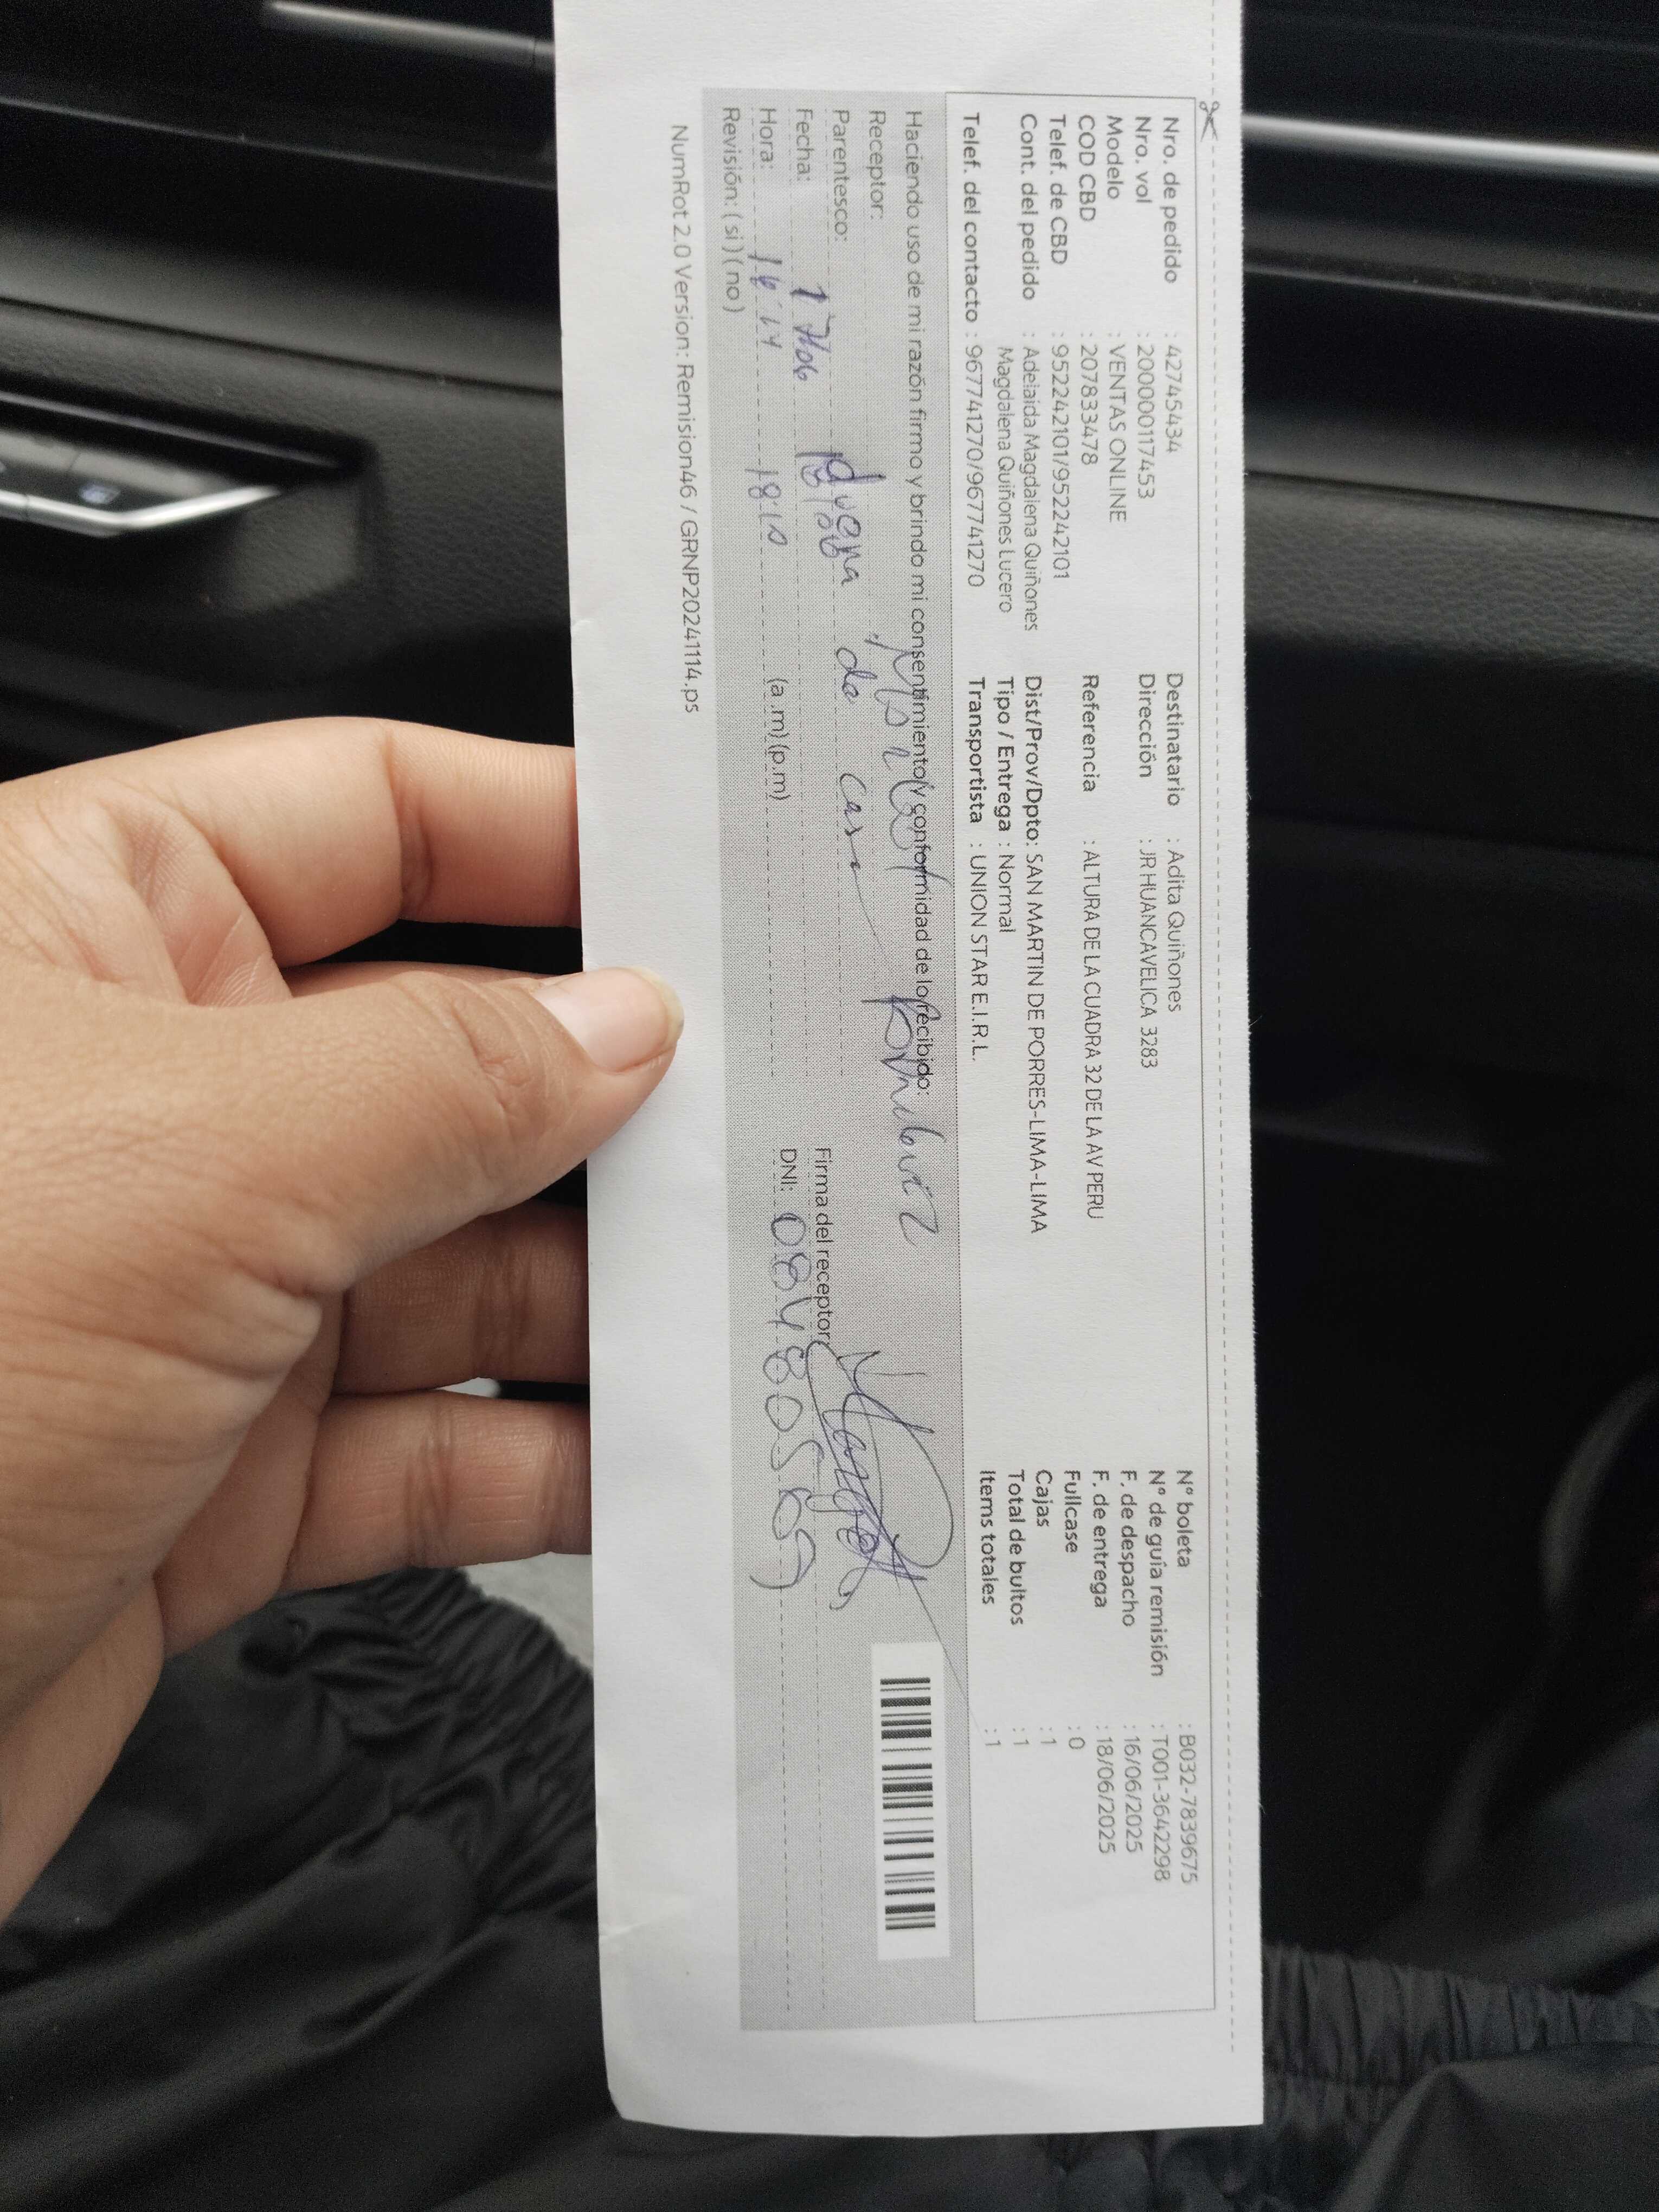 Nro. de pedido : 42745434
Nro. vol : 20000117453
Modelo : VENTAS ONLINE
COD CBD : 207833478
Telef. de CBD : 952242101/952242101
Cont. del pedido : Adelaida Magdalena Quiñones
Magdalena Quiñones Lucero
Telef. del contacto : 967741270/967741270
Destinatario : Adita Quiñones
Dirección : JR HUANCAVELICA 3283
Referencia : ALTURA DE LA CUADRA 32 DE LA AV PERU
Dist/Prov/Dpto: SAN MARTIN DE PORRES-LIMA-LIMA
Tipo / Entrega : Normal
Transportista : UNION STAR E.I.R.L.
N° boleta : B032-7839675
N° de guia remisión : T001-3642298
F. de despacho : 16/06/2025
F. de entrega : 18/06/2025
Fullcase : 0
Cajas : 1
Total de bultos : 1
Items totales : 1
Haciendo uso de mi razón firmo y brindo mi consentimiento y conformidad de lo recibido:
Receptor:
Parentesco: dueña de casa
Fecha: 17/06
Hora: (a.m)(p.m)
Revisión: ( si ) ( no )
Firma del receptor:
DNI:
NumRot 2.0 Version: Remision46 / GRNP20241114.ps